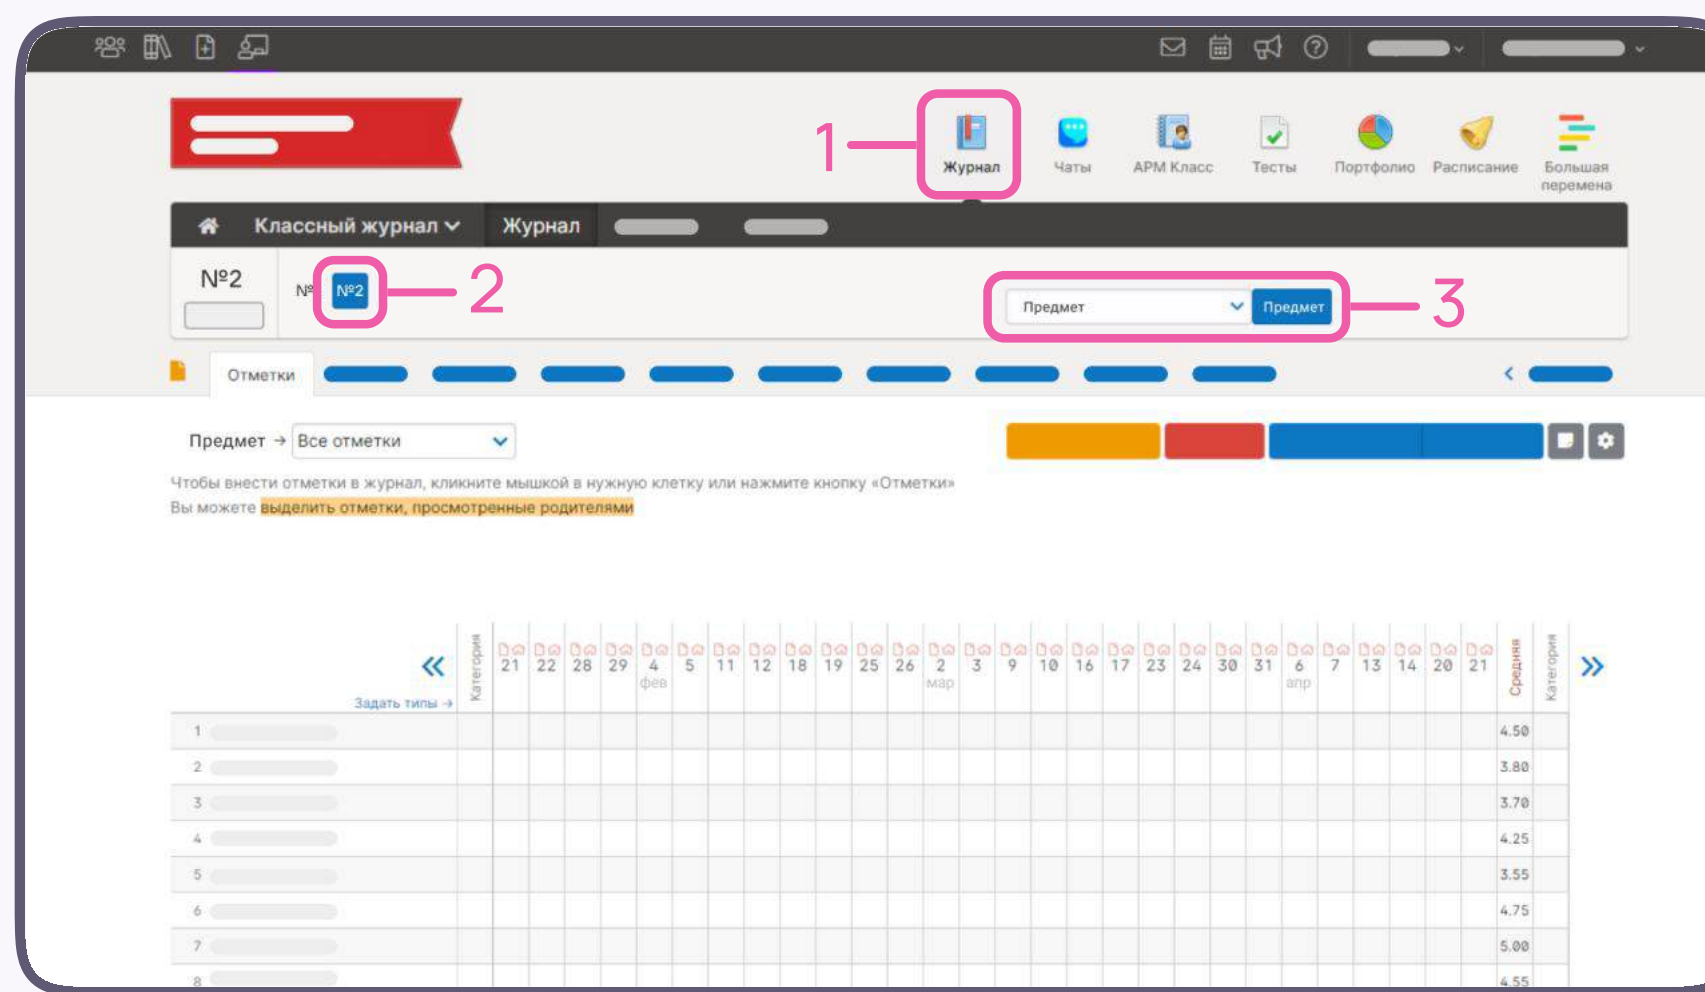 1
Журнал
Чаты
АРМ Класс
Тесты
Портфолио
Расписание
Большая
перемена
Классный журнал
Журнал
№2
№
№2
2
Предмет
Предмет
3
Отметки
Предмет → Все отметки
Чтобы внести отметки в журнал, кликните мышкой в нужную клетку или нажмите кнопку «Отметки»
Вы можете выделить отметки, просмотренные родителями
Задать типы →
Категория
21 22 28 29 4 5 11 12 18 19 25 26 2 3 9 10 16 17 23 24 30 31 6 7 13 14 20 21
фев мар апр
Средняя
Категория
1 4.50
2 3.80
3 3.70
4 4.25
5 3.55
6 4.75
7 5.00
8 4.55